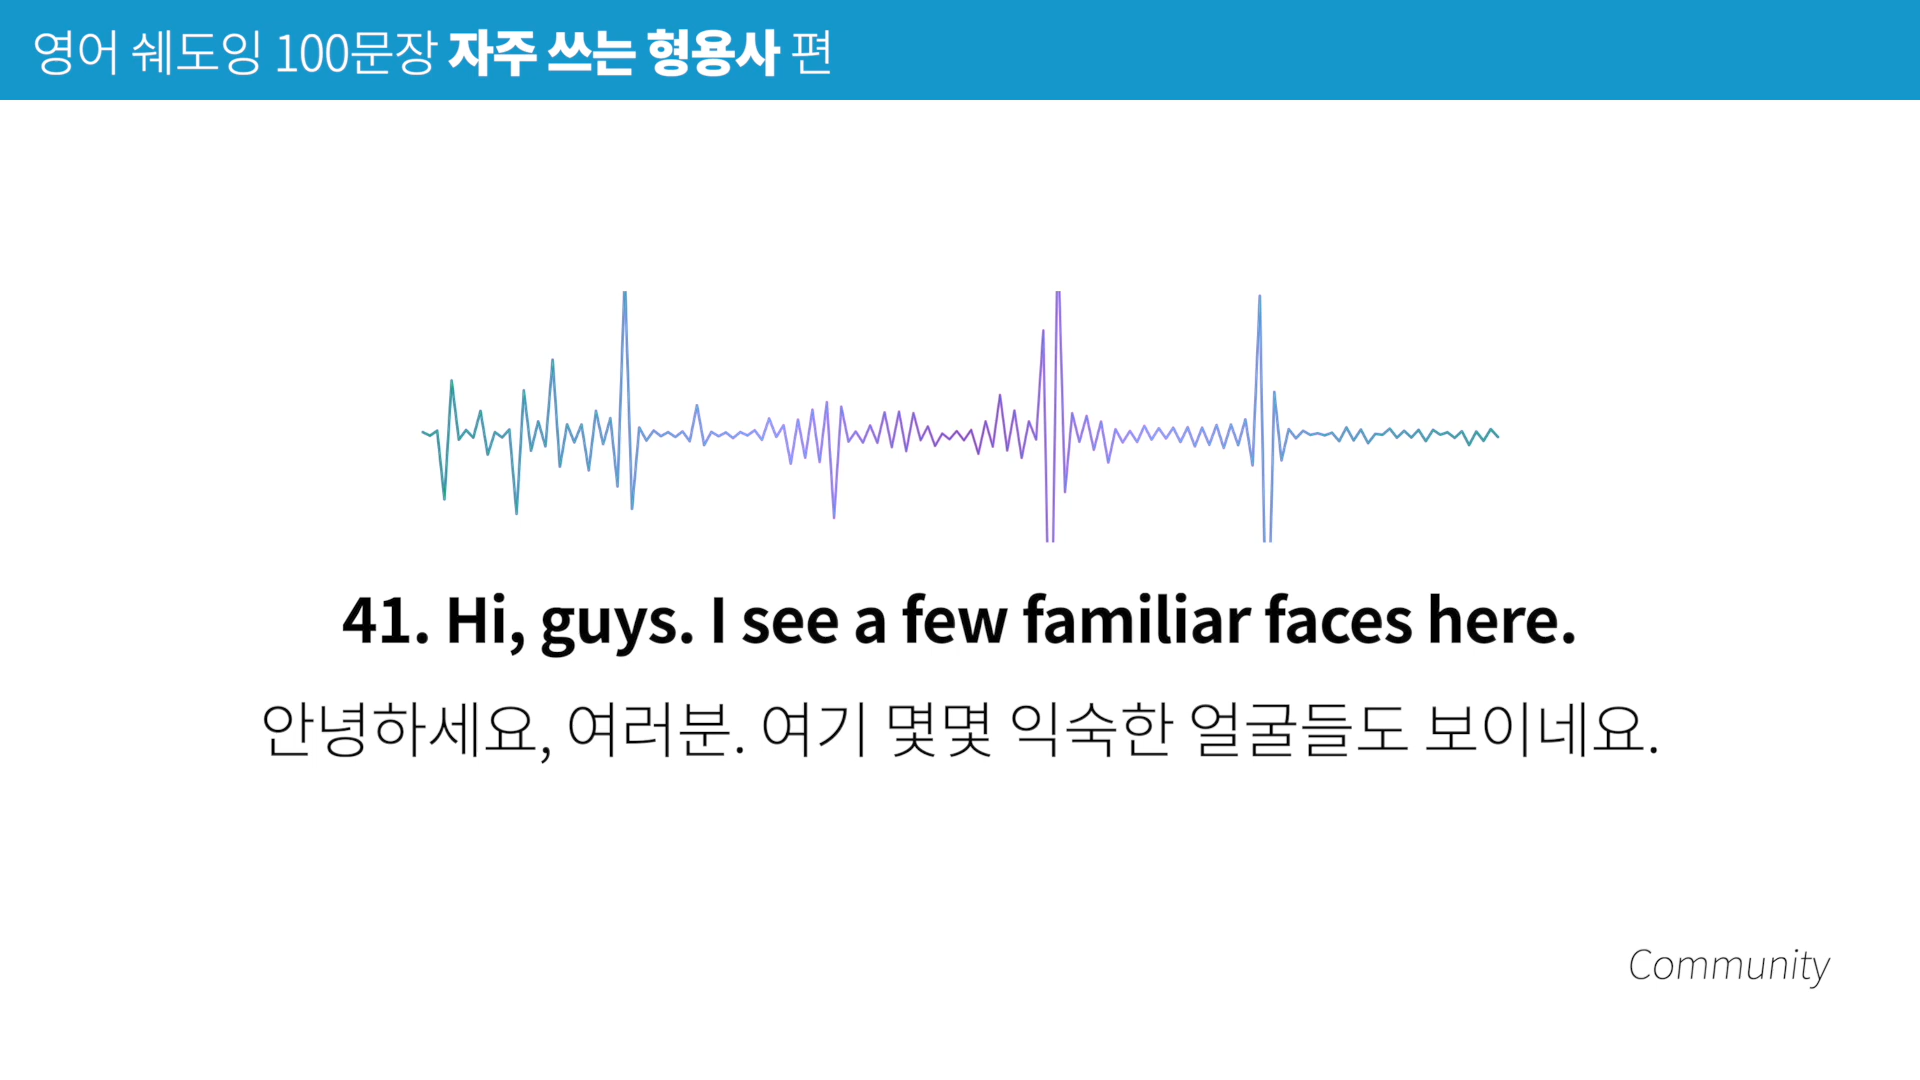 영어 쉐도잉 100문장 자주 쓰는 형용사 편
41. Hi, guys. I see a few familiar faces here.
안녕하세요, 여러분. 여기 몇몇 익숙한 얼굴들도 보이네요.
Community